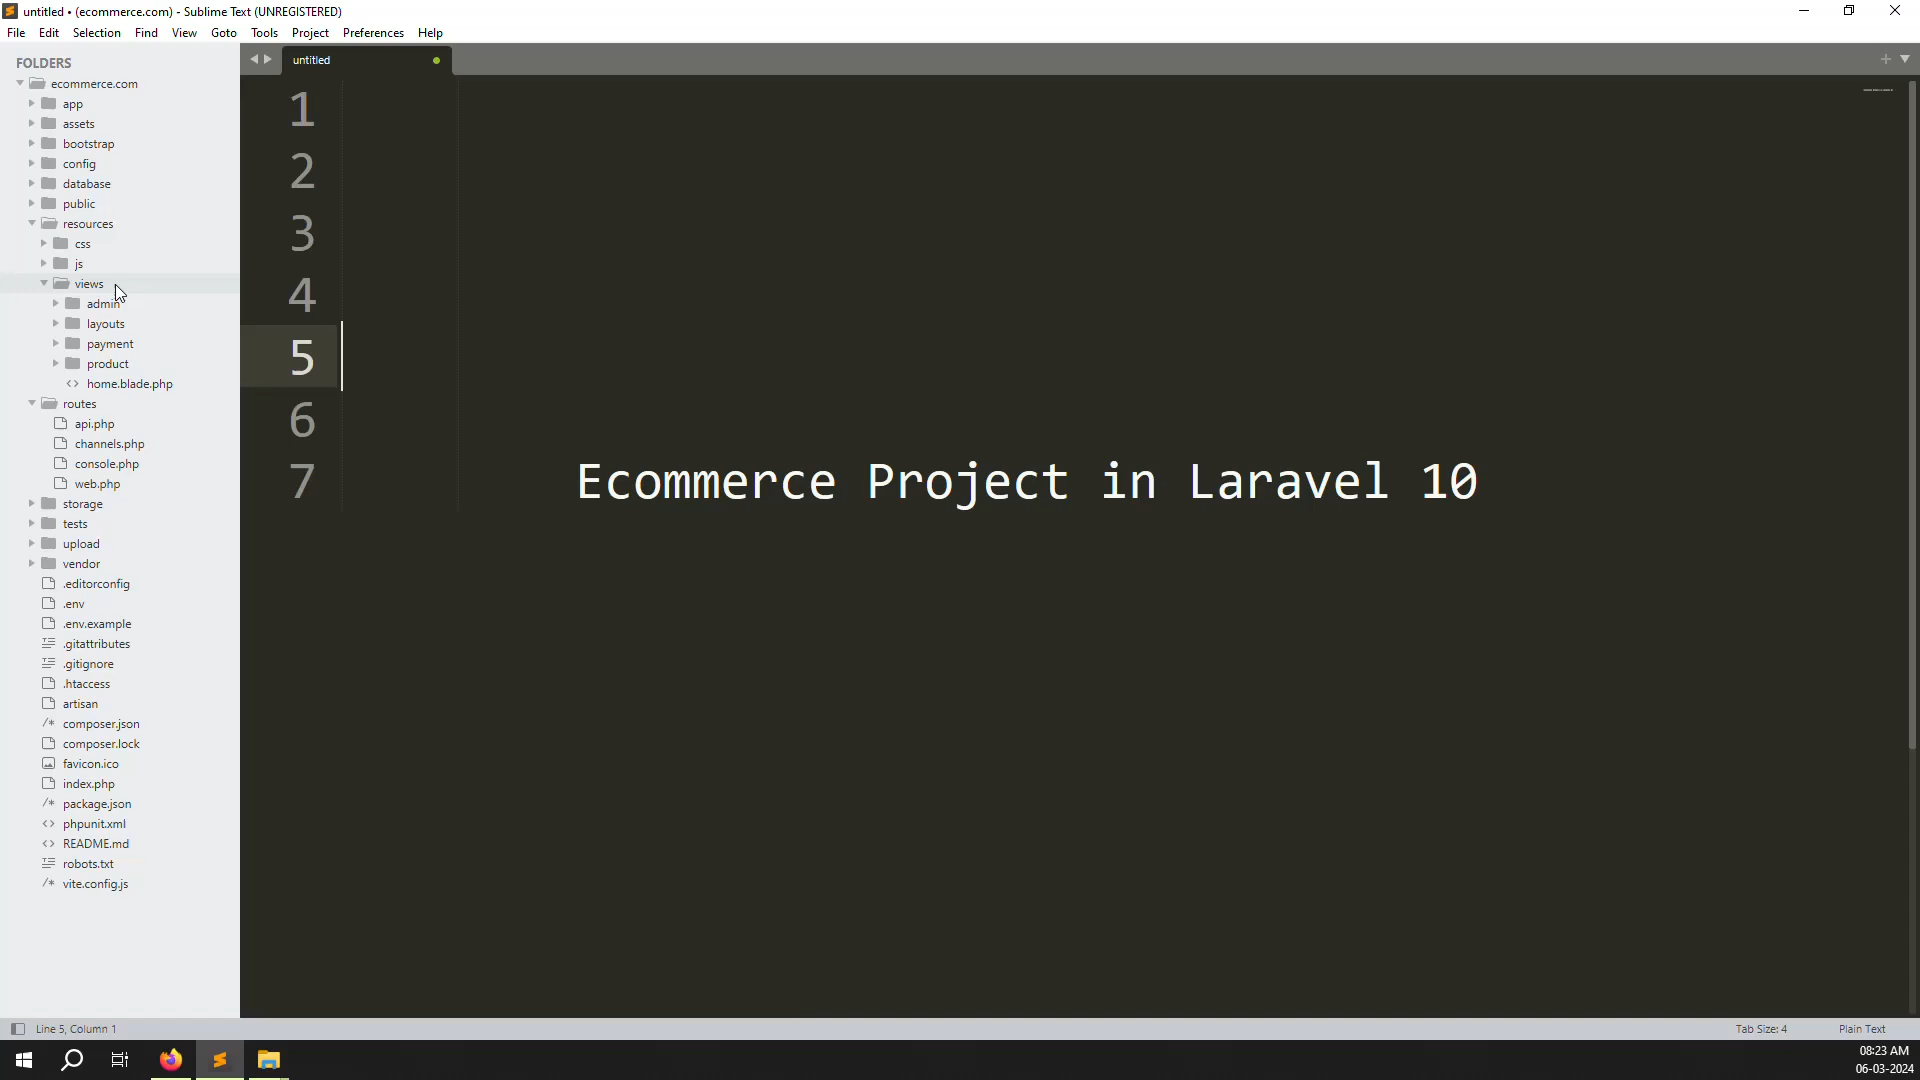 untitled • (ecommerce.com) - Sublime Text (UNREGISTERED)
File Edit Selection Find View Goto Tools Project Preferences Help
FOLDERS
ecommerce.com
app
assets
bootstrap
config
database
public
resources
css
js
views
admin
layouts
payment
product
<> home.blade.php
routes
api.php
channels.php
console.php
web.php
storage
tests
upload
vendor
.editorconfig
.env
.env.example
.gitattributes
.gitignore
.htaccess
artisan
/* composer.json
composer.lock
favicon.ico
index.php
/* package.json
<> phpunit.xml
<> README.md
robots.txt
/* vite.config.js
untitled
1
2
3
4
5
6
7 Ecommerce Project in Laravel 10
Line 5, Column 1 Tab Size: 4 Plain Text
08:23 AM
06-03-2024